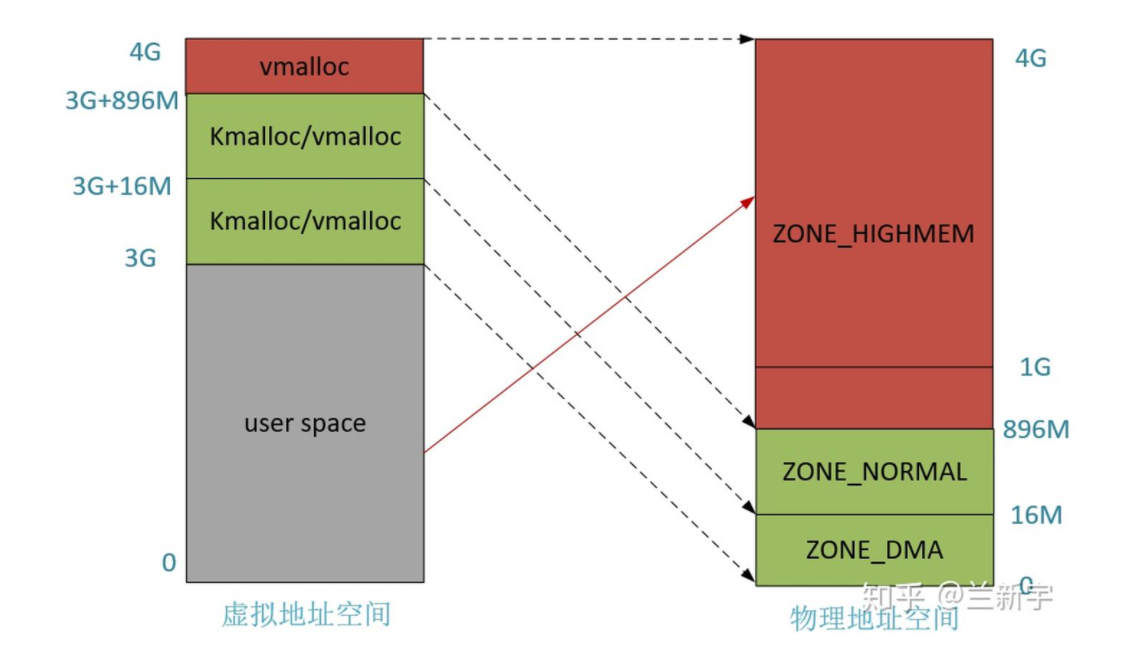 4G
vmalloc
3G+896M
Kmalloc/vmalloc
3G+16M
Kmalloc/vmalloc
3G
user space
0
虚拟地址空间
4G
ZONE_HIGHMEM
1G
896M
ZONE_NORMAL
16M
ZONE_DMA
0
知乎 @兰新宇
物理地址空间